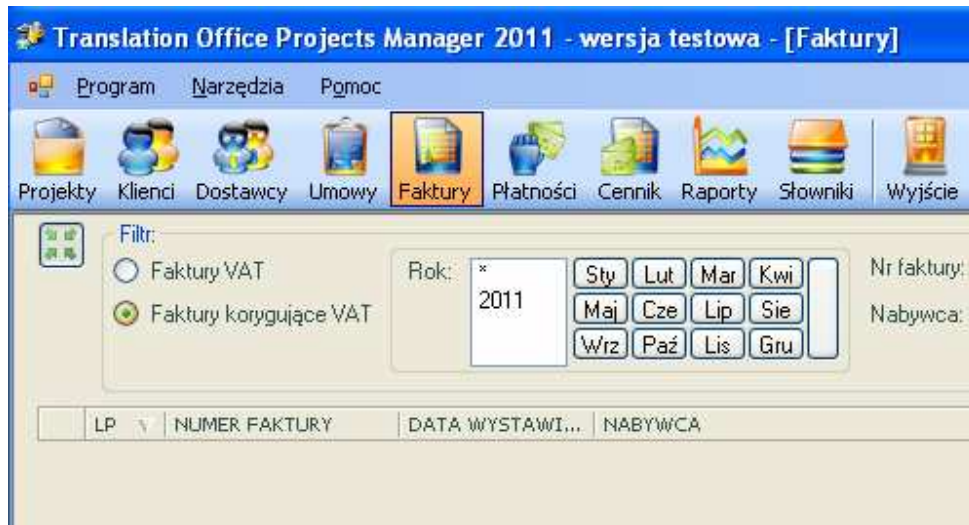 Translation Office Projects Manager 2011 - wersja testowa - [Faktury]
Program Narzędzia Pomoc
Projekty Klienci Dostawcy Umowy Faktury Płatności Cennik Raporty Słowniki Wyjście
Filtr:
Faktury VAT Rok: * Sty Lut Mar Kwi Nr faktury:
Faktury korygujące VAT 2011 Maj Cze Lip Sie Nabywca:
Wrz Paź Lis Gru
LP NUMER FAKTURY DATA WYSTAWI... NABYWCA